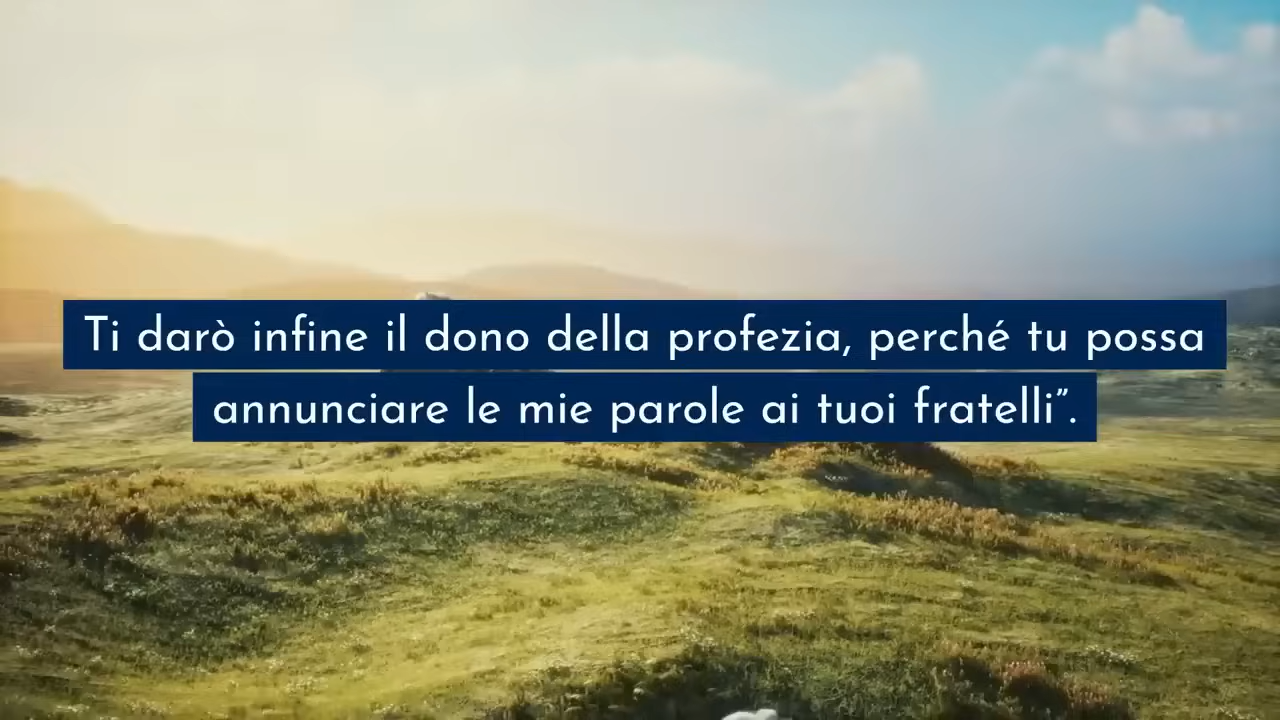 Ti darò infine il dono della profezia, perché tu possa
annunciare le mie parole ai tuoi fratelli”.